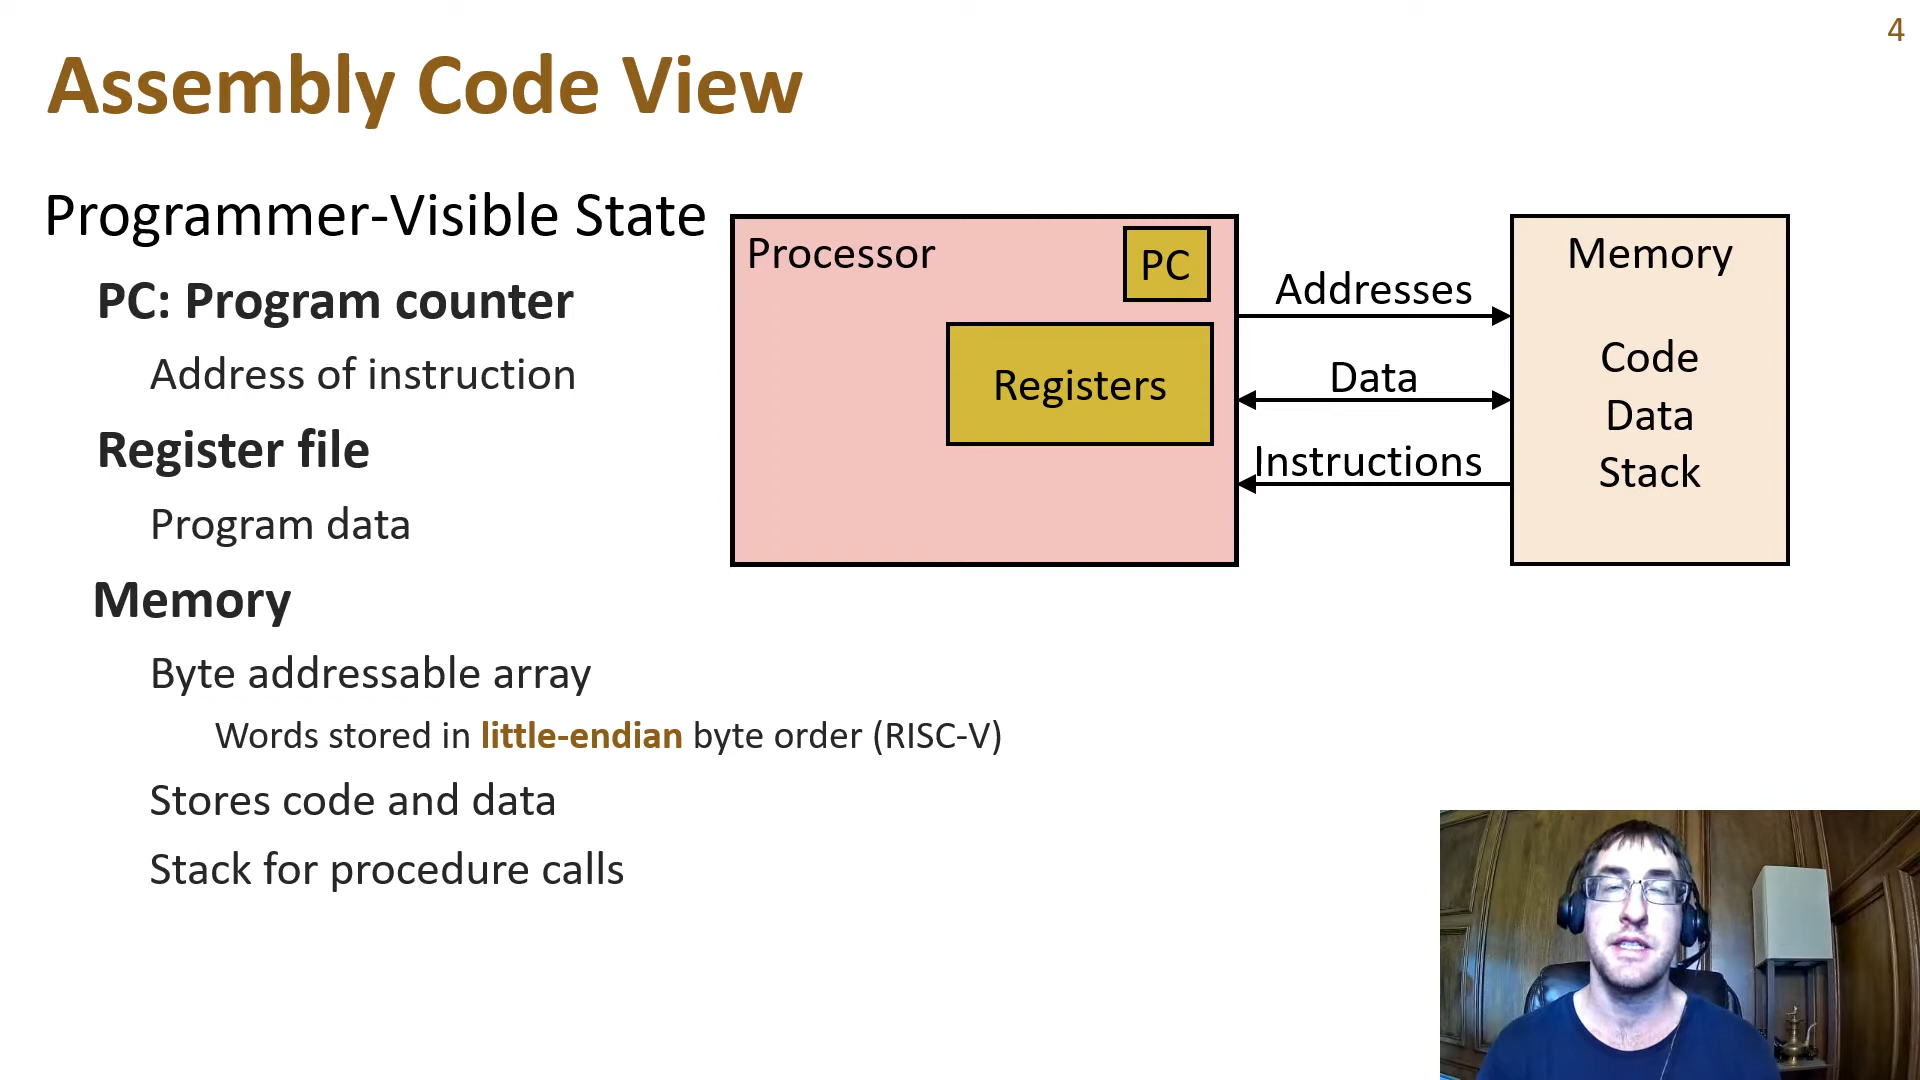 4
Assembly Code View
Programmer-Visible State
PC: Program counter
Address of instruction
Register file
Program data
Memory
Byte addressable array
Words stored in little-endian byte order (RISC-V)
Stores code and data
Stack for procedure calls
Processor
PC
Registers
Addresses
Data
Instructions
Memory
Code
Data
Stack